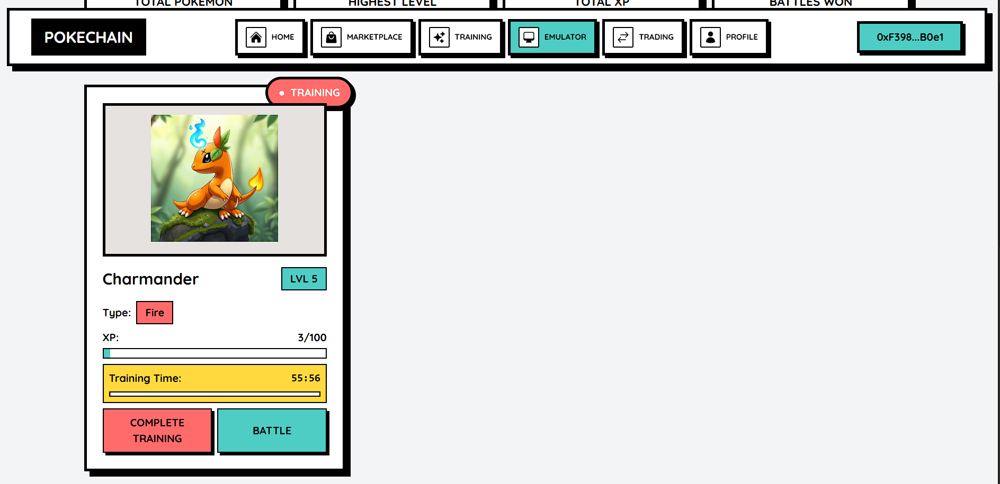 TOTAL POKEMON
HIGHEST LEVEL
TOTAL XP
BATTLES WON
POKECHAIN
HOME
MARKETPLACE
TRAINING
EMULATOR
TRADING
PROFILE
0xF398...B0e1
TRAINING
Charmander
LVL 5
Type: Fire
XP: 3/100
Training Time: 55:56
COMPLETE
TRAINING
BATTLE